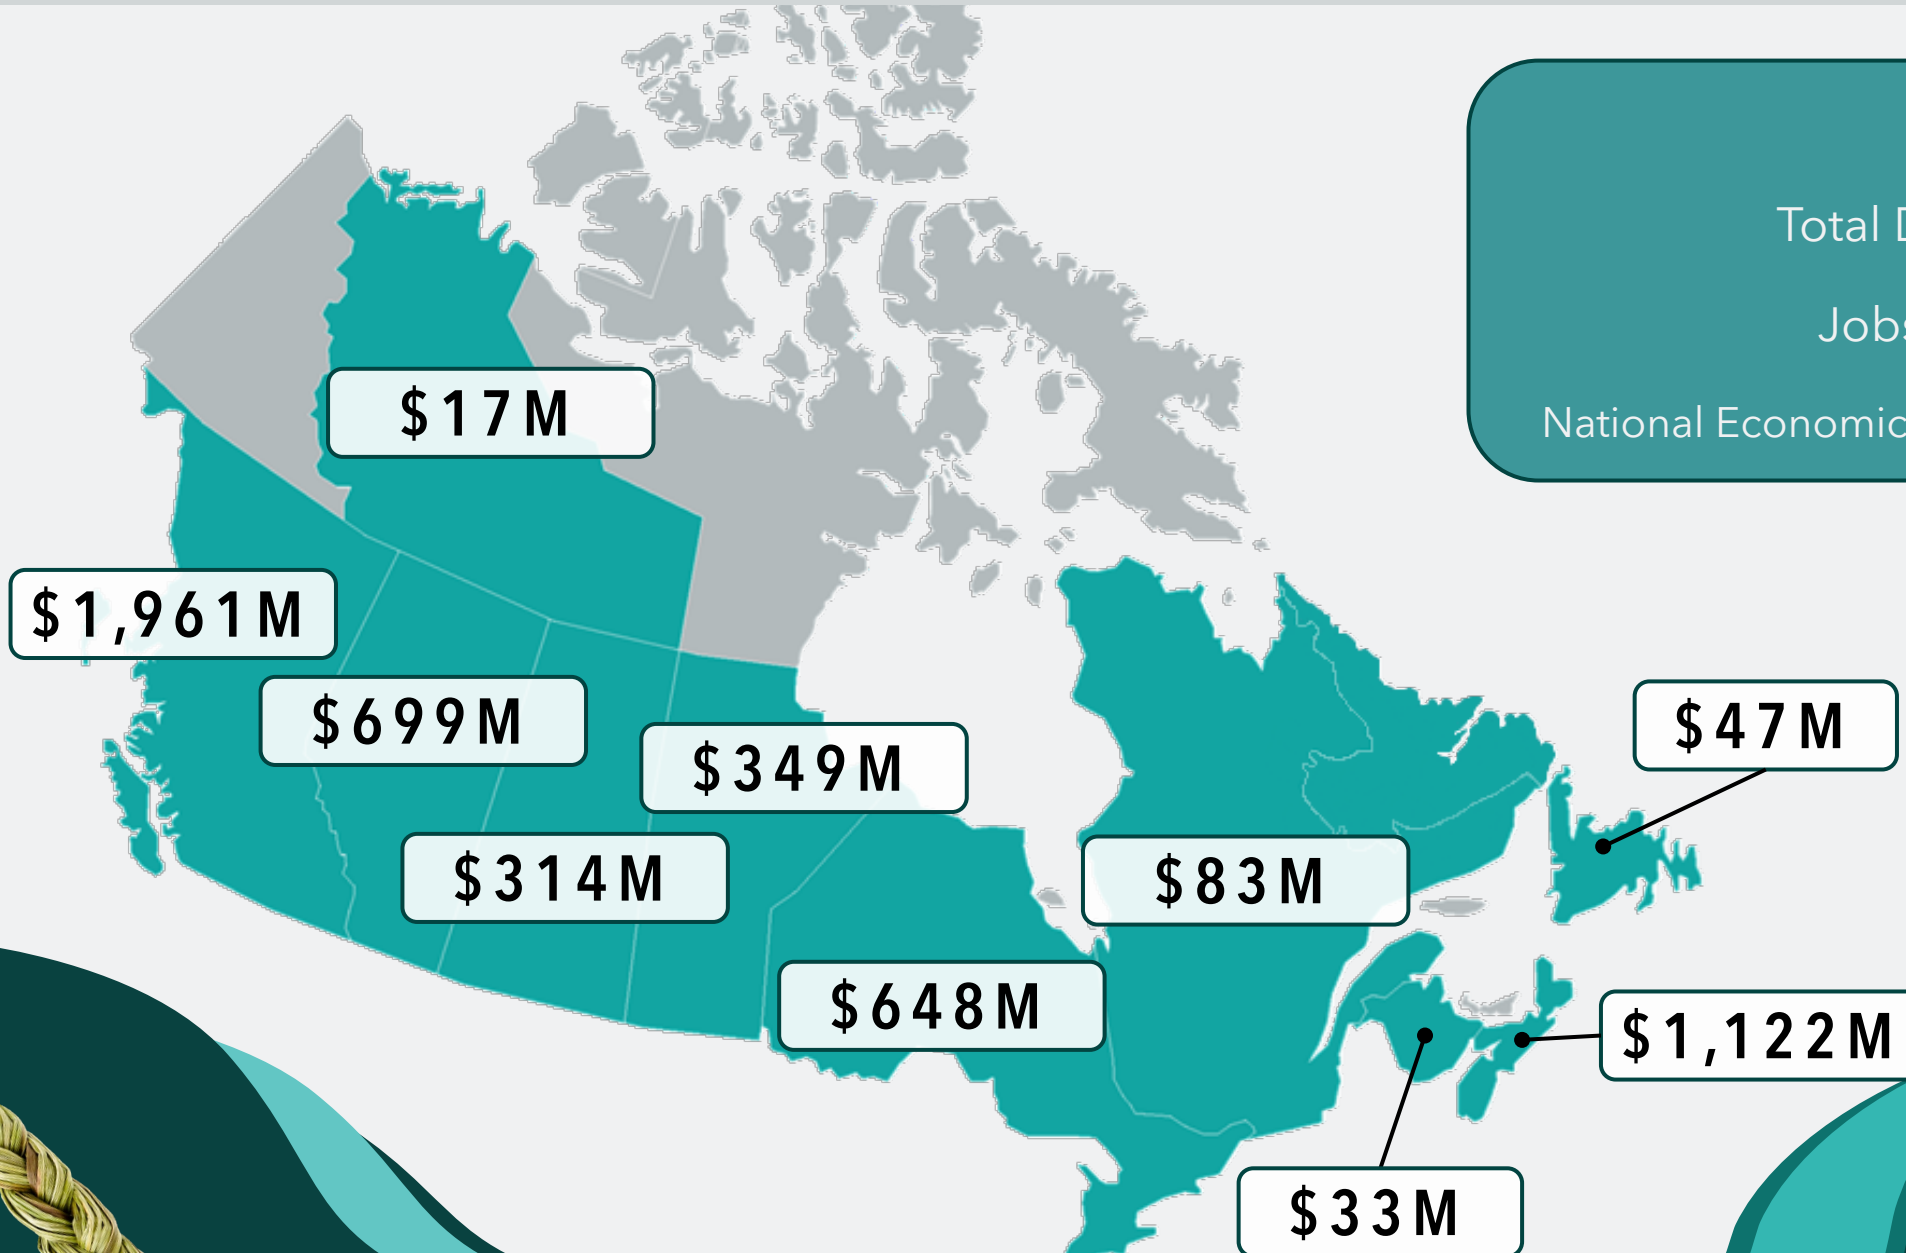 Total
Jobs
National Economic
$17M
$1,961M
$699M
$349M
$47M
$314M
$83M
$648M
$1,122M
$33M